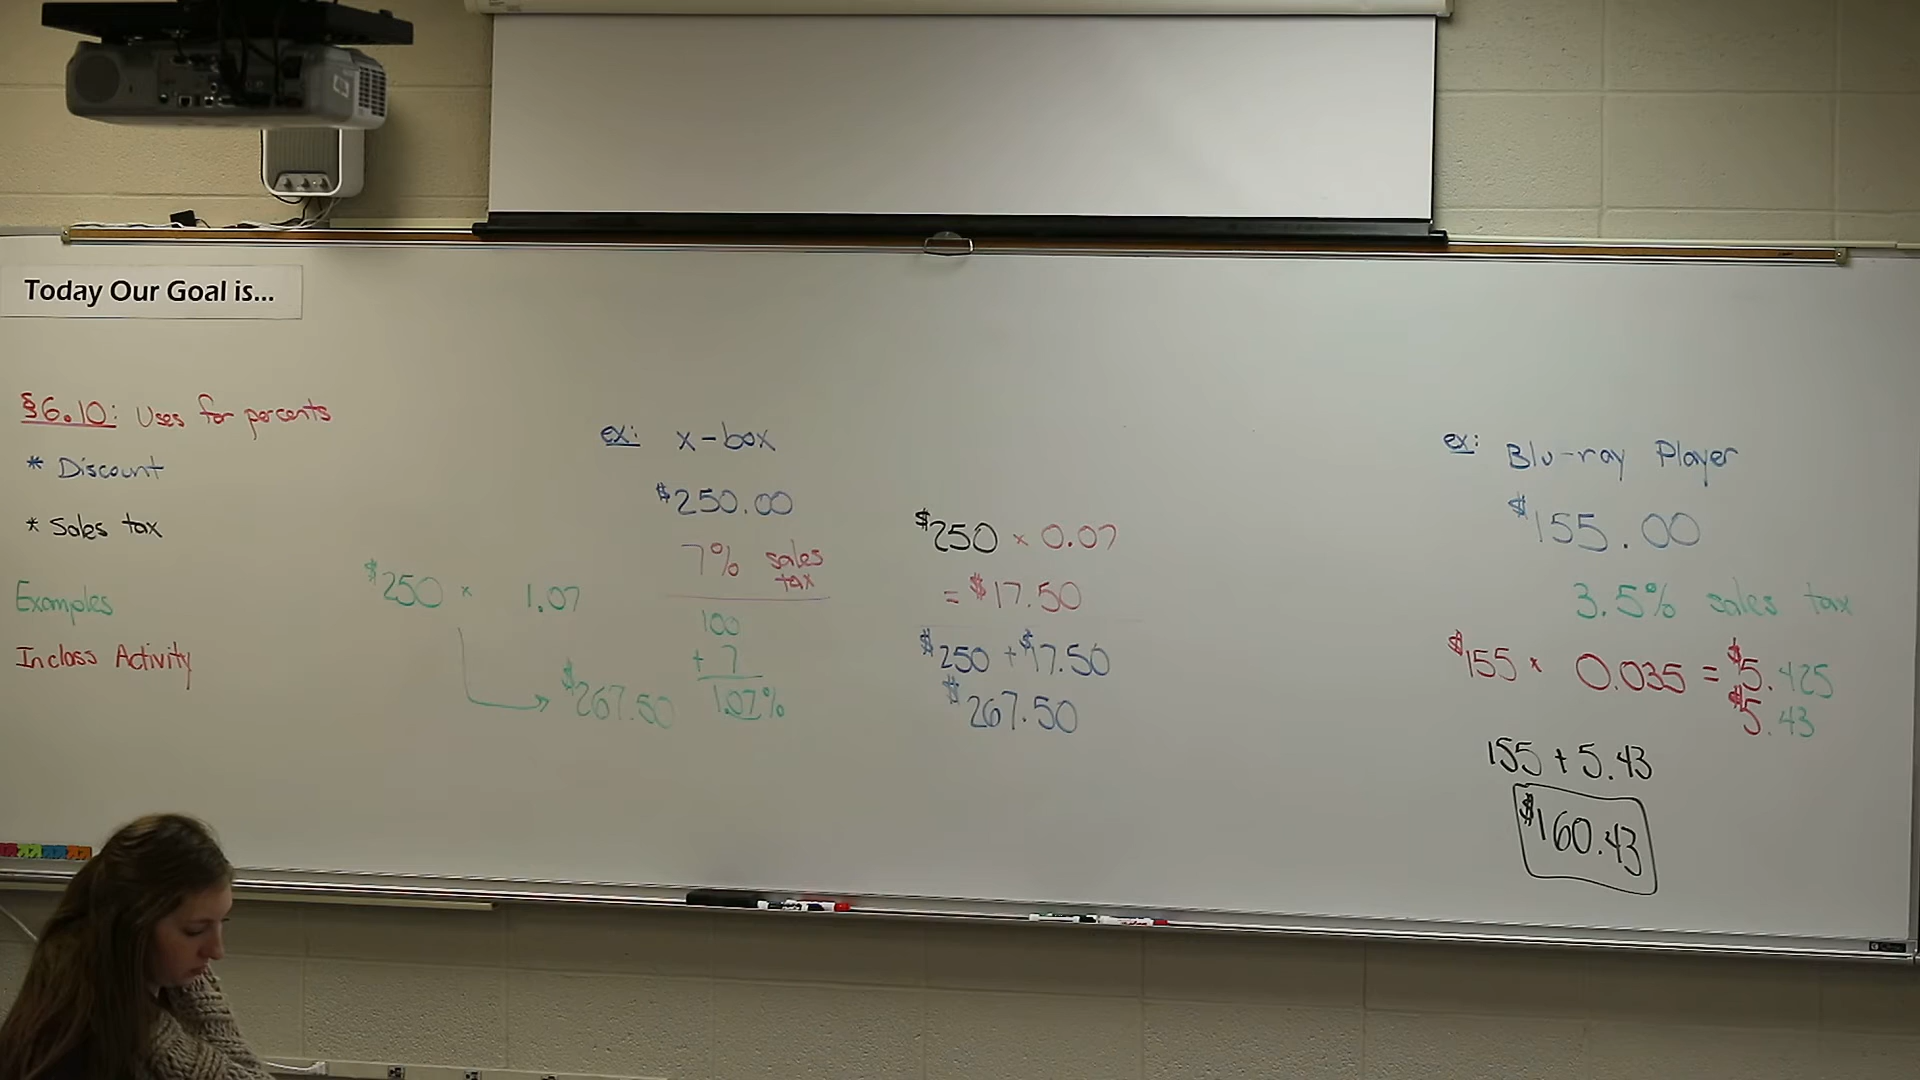 Today Our Goal is...
§6.10: Uses for percents
* Discount
* Sales tax
Examples
Inclass Activity
$250 × 1.07
$267.50
ex: x-box
$250.00
7% sales tax
100
+ 7
1.07%
$250 × 0.07
= $17.50
$250 + $17.50
$267.50
ex: Blu-ray Player
$155.00
3.5% sales tax
$155 × 0.035 = $5.425
$5.43
155 + 5.43
$160.43